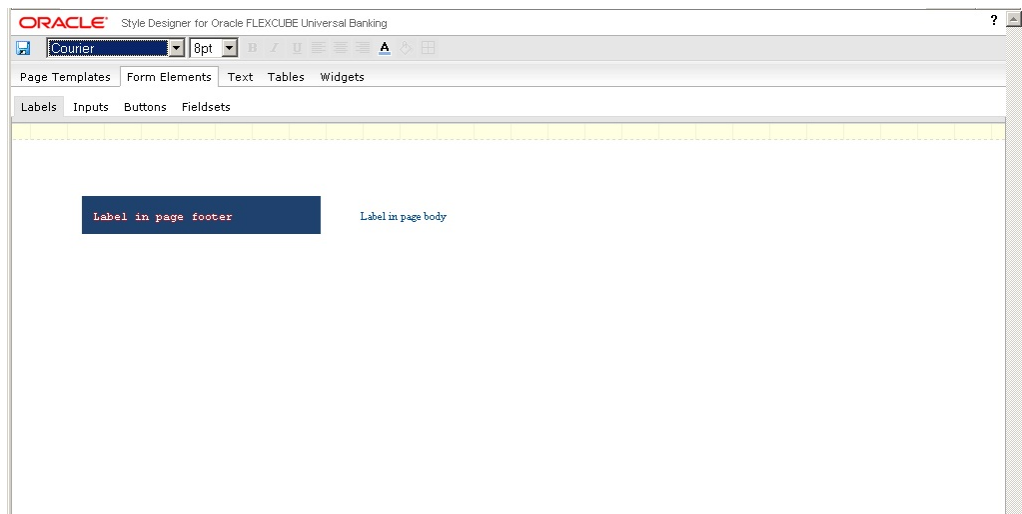 ORACLE Style Designer for Oracle FLEXCUBE Universal Banking ?
Courier 8pt B I U A
Page Templates Form Elements Text Tables Widgets
Labels Inputs Buttons Fieldsets
Label in page footer Label in page body